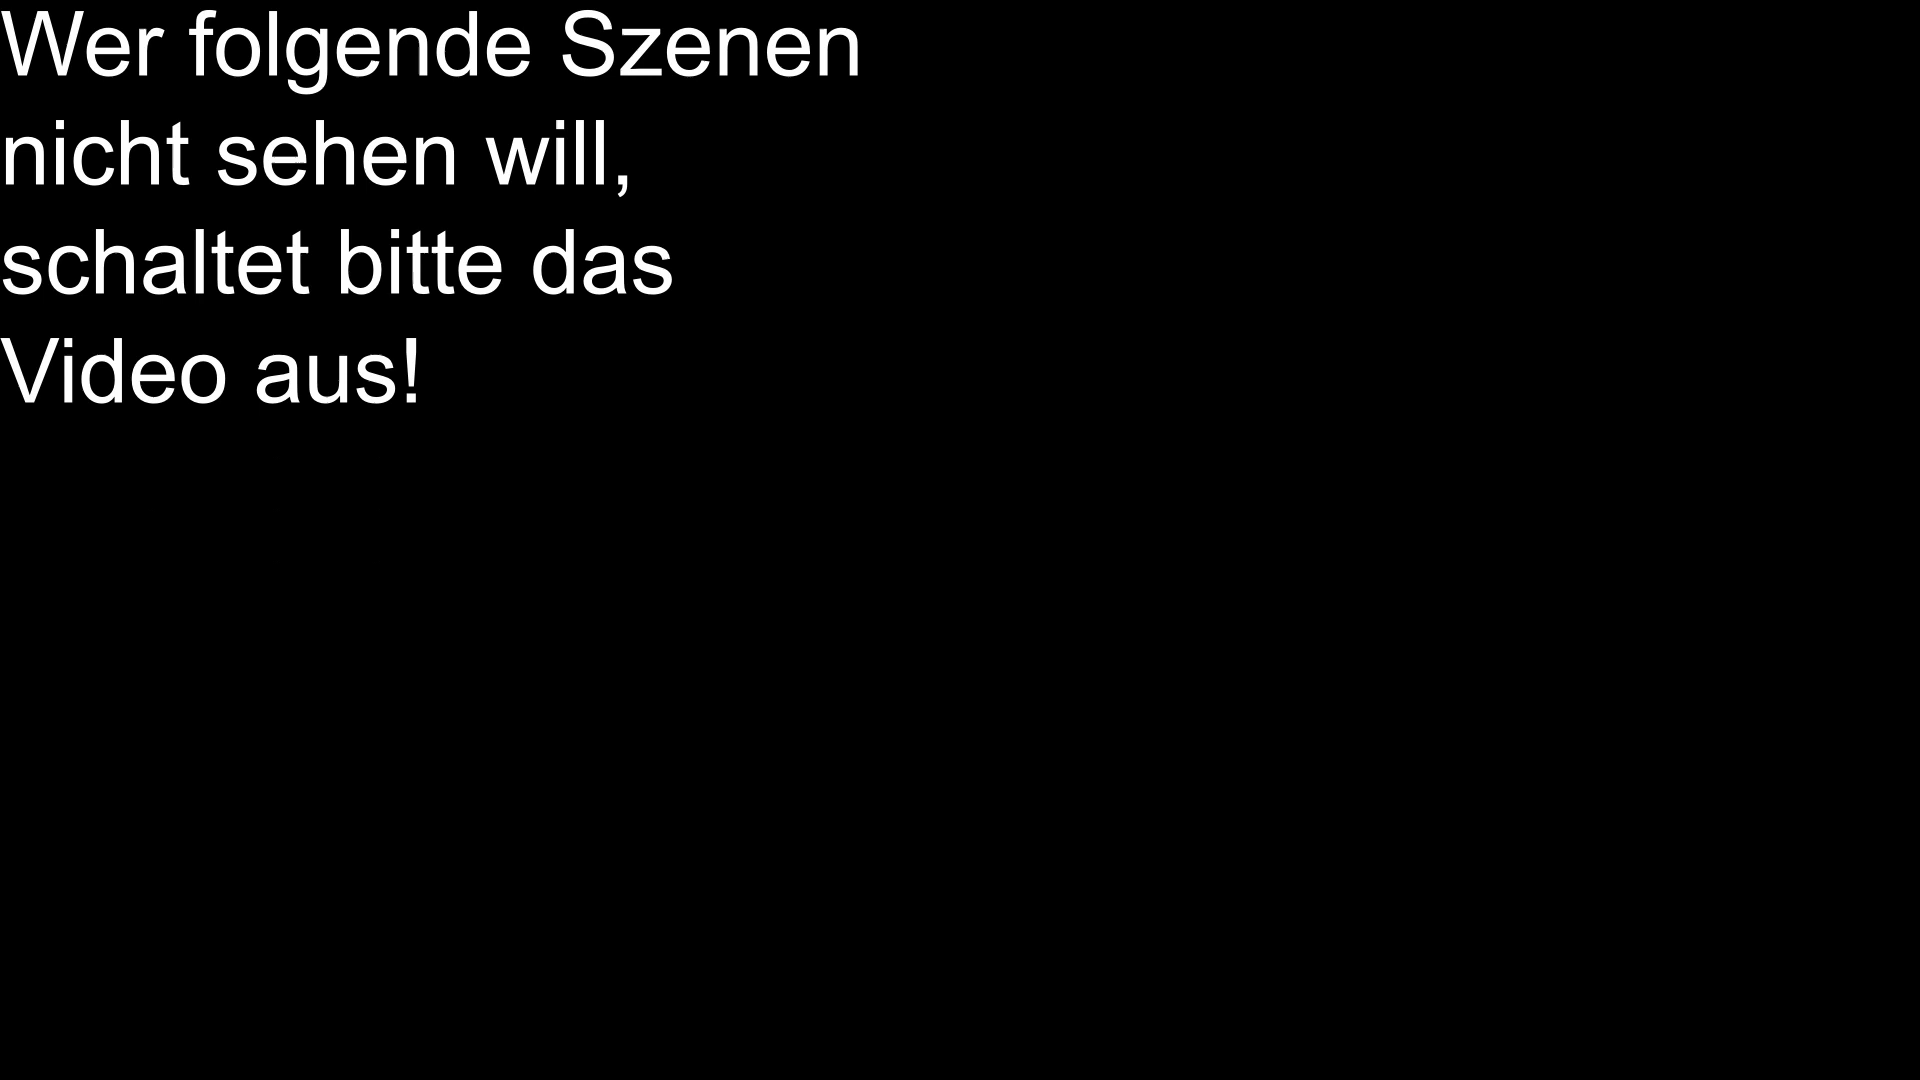 Wer folgende Szenen
nicht sehen will,
schaltet bitte das
Video aus!